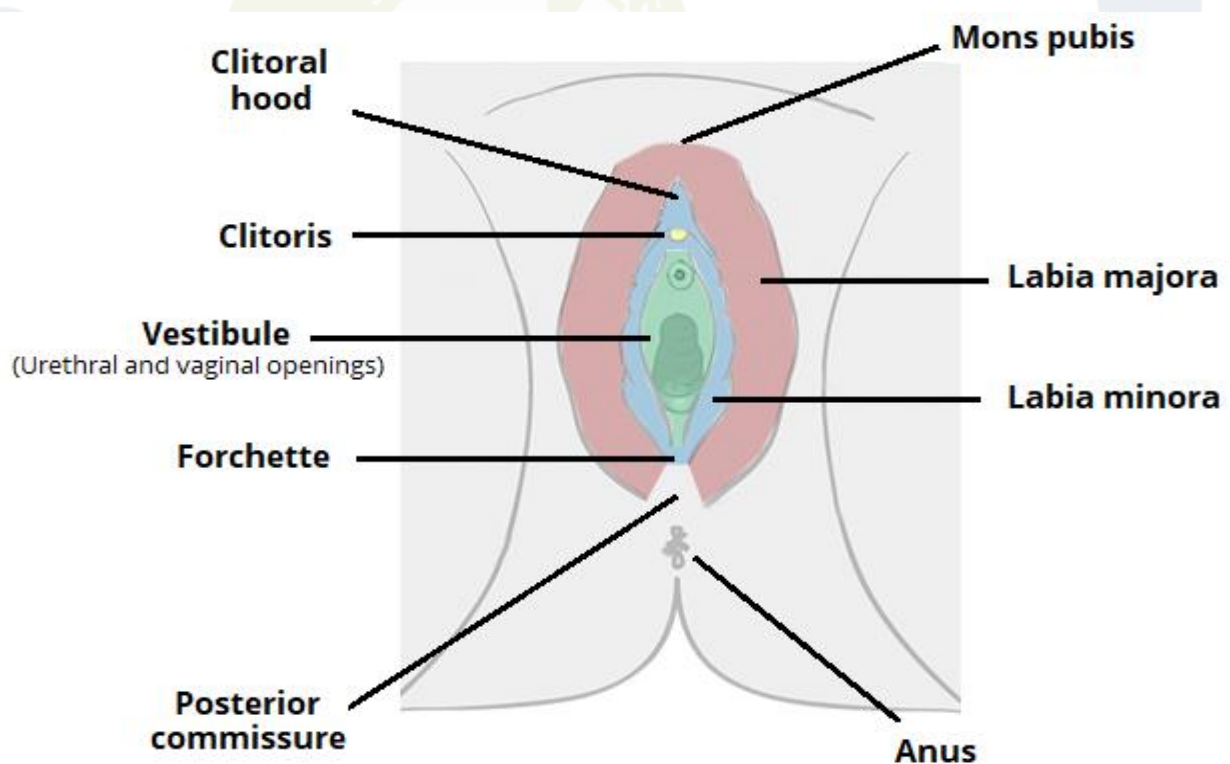 Mons pubis
Clitoral
hood
Clitoris
Labia majora
Vestibule
(Urethral and vaginal openings)
Labia minora
Forchette
Posterior
commissure
Anus